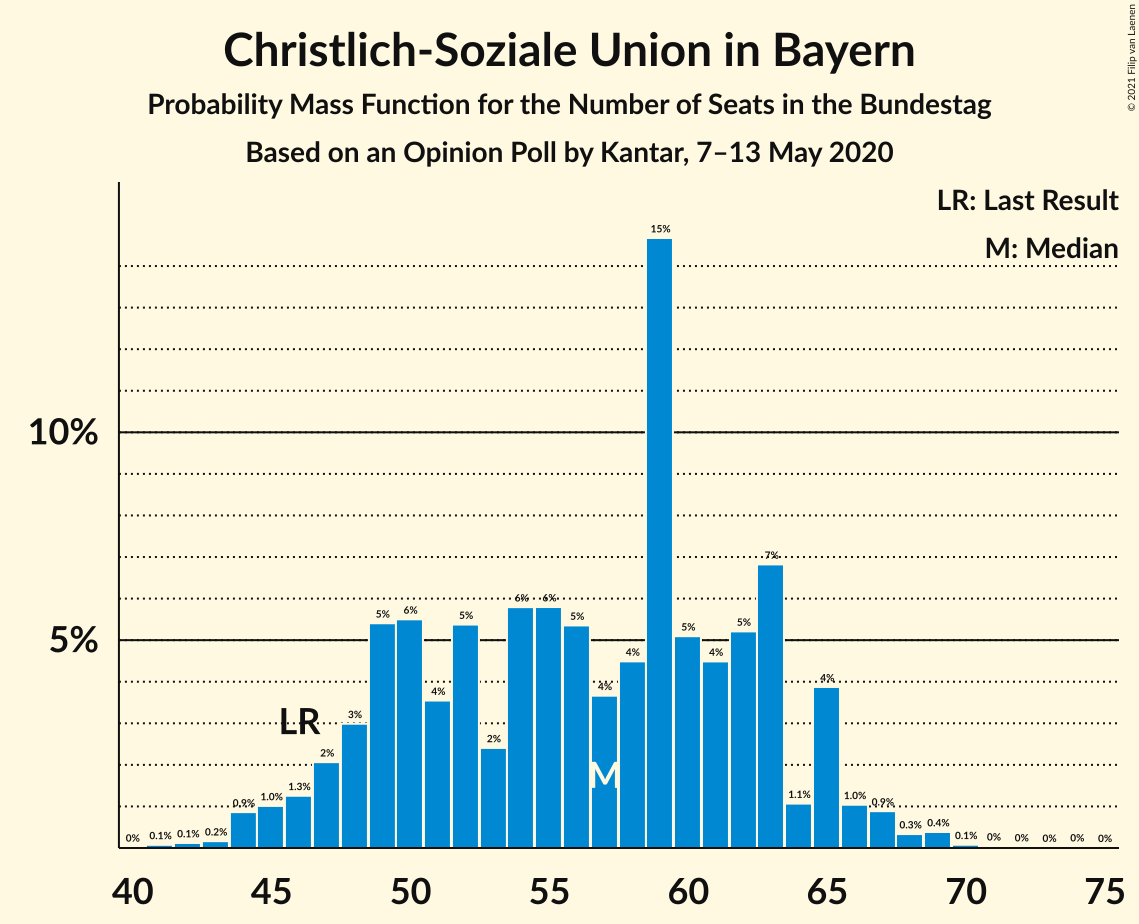 Christlich-Soziale Union in Bayern
Probability Mass Function for the Number of Seats in the Bundestag
Based on an Opinion Poll by Kantar, 7–13 May 2020
© 2021 Filip van Laenen
LR: Last Result
M: Median
10%
5%
0% 0.1% 0.1% 0.2% 0.9% 1.0% 1.3% 2% 3% 5% 6% 4% 5% 2% 6% 6% 5% 4% 4% 15% 5% 4% 5% 7% 1.1% 4% 1.0% 0.9% 0.3% 0.4% 0.1% 0% 0% 0% 0% 0%
LR
M
40 45 50 55 60 65 70 75